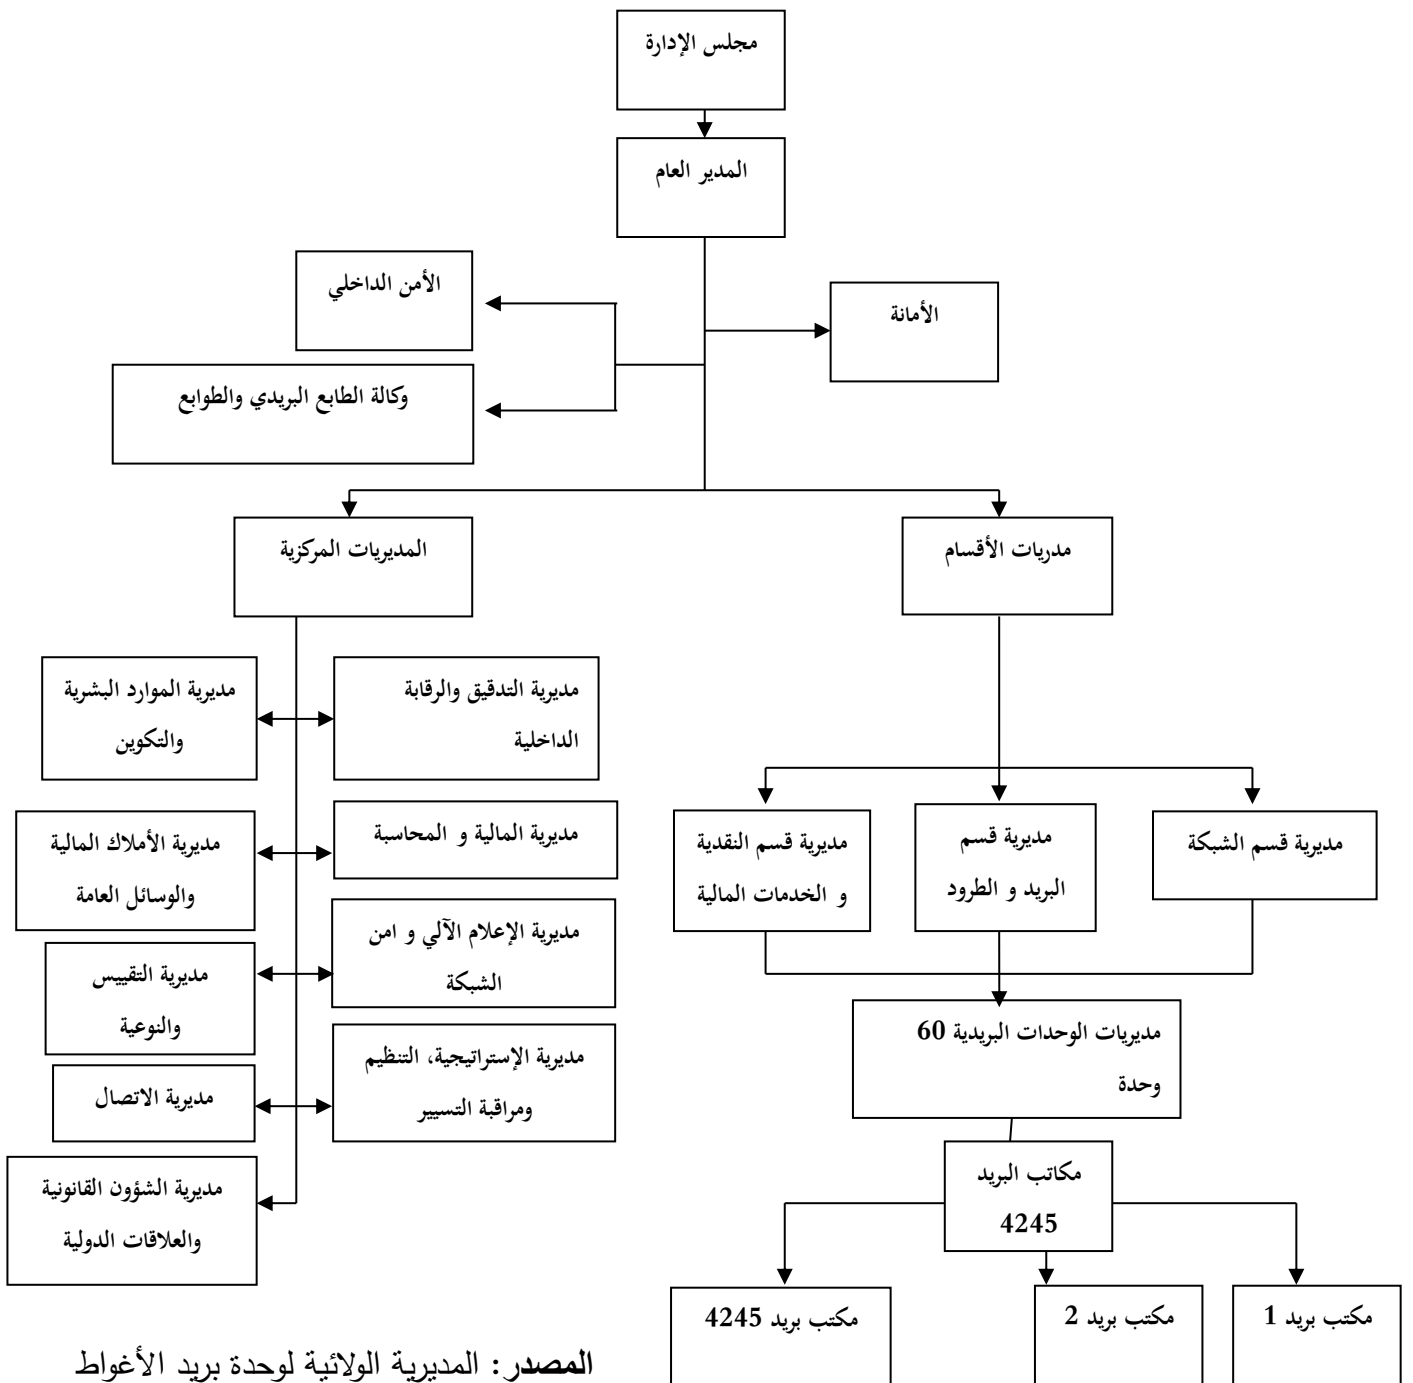 مجلس الإدارة
المدير العام
الأمانة
الأمن الداخلي
وكالة الطابع البريدي والطوابع
مدريات الأقسام
المديريات المركزية
مديرية قسم الشبكة
مديرية قسم
البريد و الطرود
مديرية قسم النقدية
و الخدمات المالية
مديريات الوحدات البريدية 60
وحدة
مكاتب البريد
4245
مكتب بريد 1
مكتب بريد 2
مكتب بريد 4245
مديرية التدقيق والرقابة
الداخلية
مديرية الموارد البشرية
والتكوين
مديرية المالية و المحاسبة
مديرية الأملاك المالية
والوسائل العامة
مديرية الإعلام الآلي و امن
الشبكة
مديرية التقييس
والنوعية
مديرية الإستراتيجية، التنظيم
ومراقبة التسيير
مديرية الاتصال
مديرية الشؤون القانونية
والعلاقات الدولية
المصدر: المديرية الولائية لوحدة بريد الأغواط